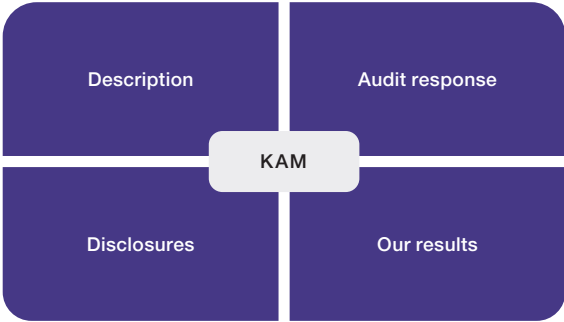 Description
Audit response
KAM
Disclosures
Our results